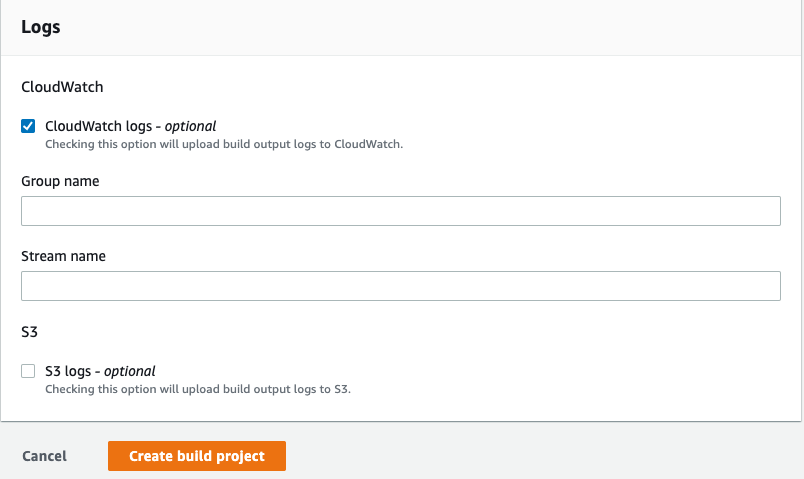 Logs
CloudWatch
CloudWatch logs - optional
Checking this option will upload build output logs to CloudWatch.
Group name
Stream name
S3
S3 logs - optional
Checking this option will upload build output logs to S3.
Cancel
Create build project